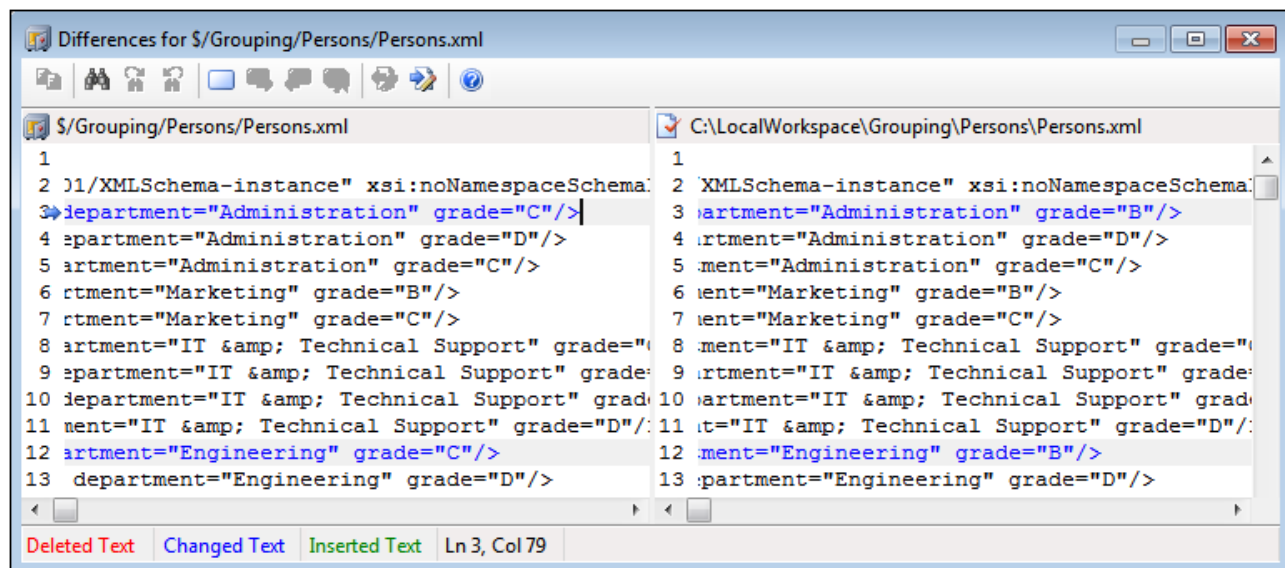 Differences for $/Grouping/Persons/Persons.xml
$/Grouping/Persons/Persons.xml
1
2 01/XMLSchema-instance" xsi:noNamespaceSchema
3 department="Administration" grade="C"/>
4 epartment="Administration" grade="D"/>
5 artment="Administration" grade="C"/>
6 rtment="Marketing" grade="B"/>
7 rtment="Marketing" grade="C"/>
8 artment="IT &amp; Technical Support" grade="
9 epartment="IT &amp; Technical Support" grade
10 department="IT &amp; Technical Support" grad
11 ment="IT &amp; Technical Support" grade="D"/
12 artment="Engineering" grade="C"/>
13 department="Engineering" grade="D"/>
C:\LocalWorkspace\Grouping\Persons\Persons.xml
1
2 XMLSchema-instance" xsi:noNamespaceSchema
3 artment="Administration" grade="B"/>
4 rtment="Administration" grade="D"/>
5 ment="Administration" grade="C"/>
6 ent="Marketing" grade="B"/>
7 ent="Marketing" grade="C"/>
8 ment="IT &amp; Technical Support" grade="
9 rtment="IT &amp; Technical Support" grade
10 artment="IT &amp; Technical Support" grad
11 t="IT &amp; Technical Support" grade="D"/
12 ment="Engineering" grade="B"/>
13 partment="Engineering" grade="D"/>
Deleted Text Changed Text Inserted Text Ln 3, Col 79